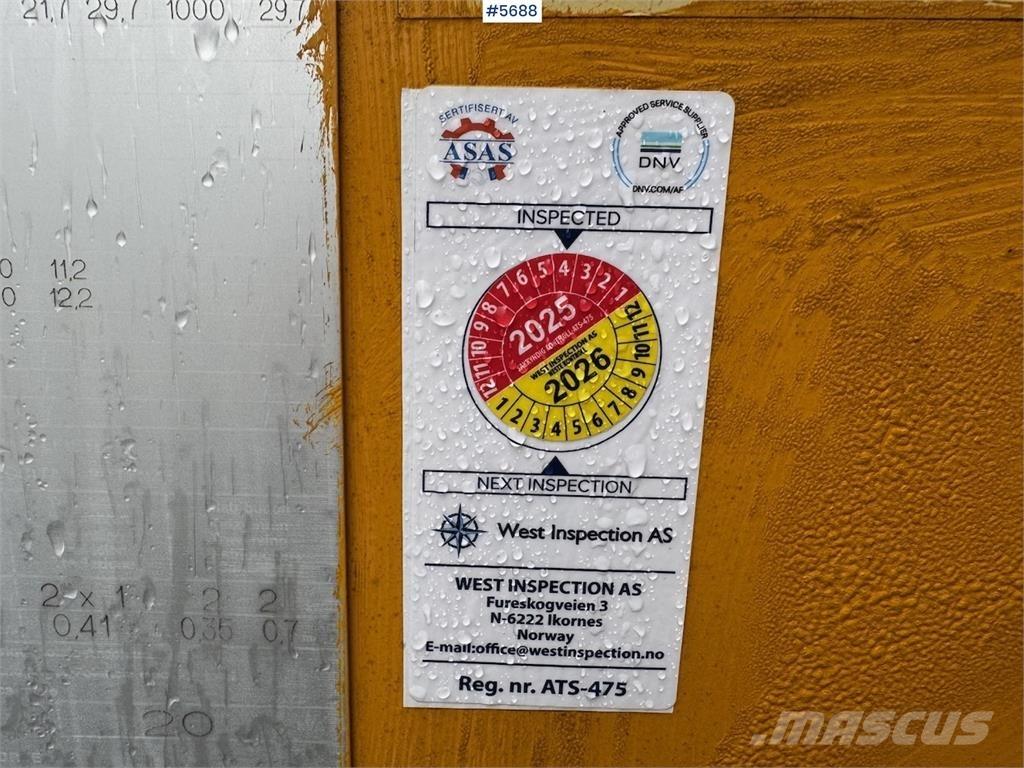 #5688
21,7 29,7 1000 29,7
SERTIFISERT AV
ASAS
APPROVED SERVICE SUPPLIER
DNV
DNV.COM/AF
INSPECTED
12 11 10 9 8 7 6 5 4 3 2 1
2025
WEST INSPECTION AS
2026
1 2 3 4 5 6 7 8 9 10 11 12
0 11,2
0 12,2
NEXT INSPECTION
West Inspection AS
WEST INSPECTION AS
Fureskogveien 3
N-6222 Ikornes
Norway
E-mail:office@westinspection.no
Reg. nr. ATS-475
2 x 1 2 2
0,41 0,35 0,7
20
mascus